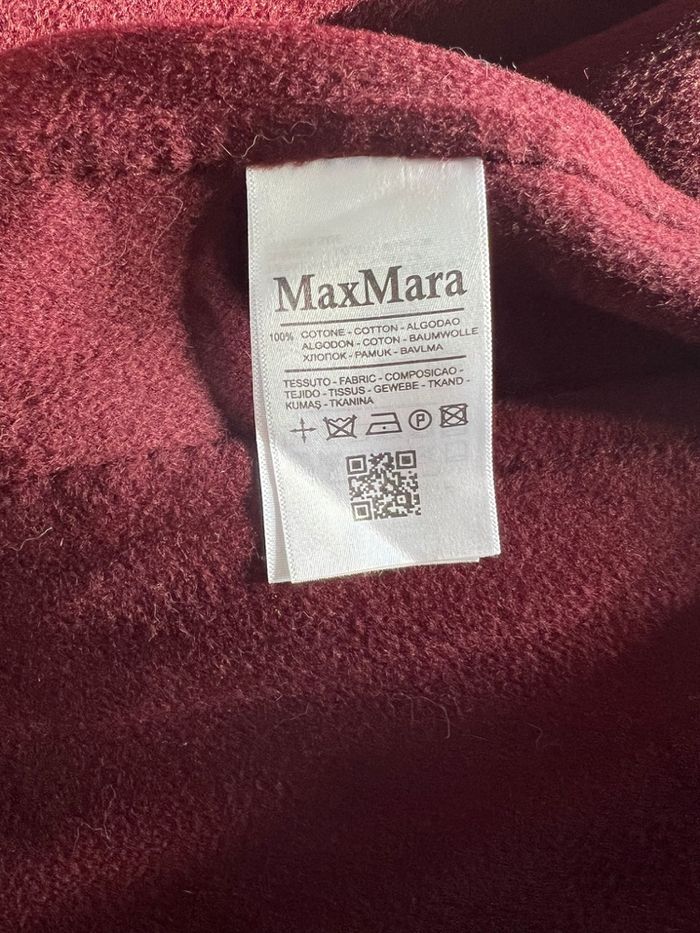 MaxMara
100% COTONE - COTTON - ALGODAO
ALGODON - COTON - BAUMWOLLE
ХЛОПОК - PAMUK - BAVLMA
TESSUTO - FABRIC - COMPOSICAO -
TEJIDO - TISSUS - GEWEBE - TKAND -
KUMAŞ - TKANINA
P